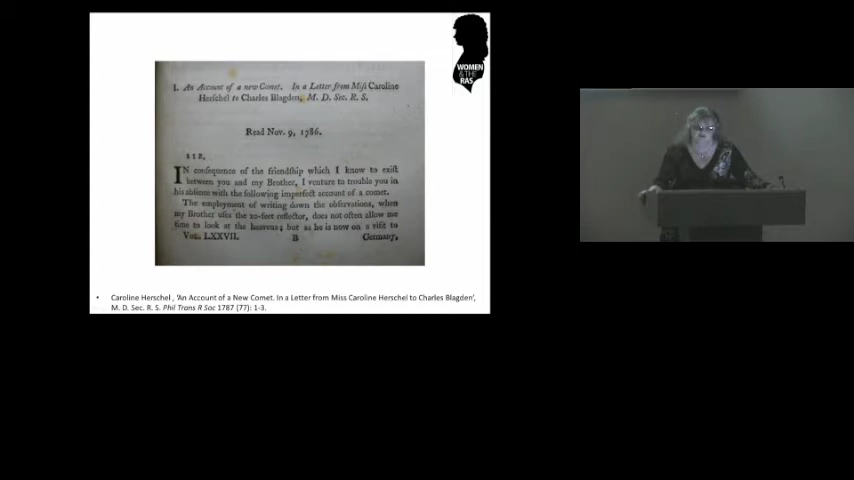 WOMEN
& THE
RAS
I. An Account of a new Comet. In a Letter from Miſs Caroline
Herſchel to Charles Blagden, M. D. Sec. R. S.
Read Nov. 9, 1786.
SIR,
IN conſequence of the friendſhip which I know to exiſt
between you and my Brother, I venture to trouble you in
his abſence with the following imperfect account of a comet.
The employment of writing down the obſervations, when
my Brother uſes the 20-feet reflector, does not often allow me
time to look at the heavens; but as he is now on a viſit to
VOL. LXXVII. B Germany,
• Caroline Herschel , 'An Account of a New Comet. In a Letter from Miss Caroline Herschel to Charles Blagden',
M. D. Sec. R. S. Phil Trans R Soc 1787 (77): 1-3.